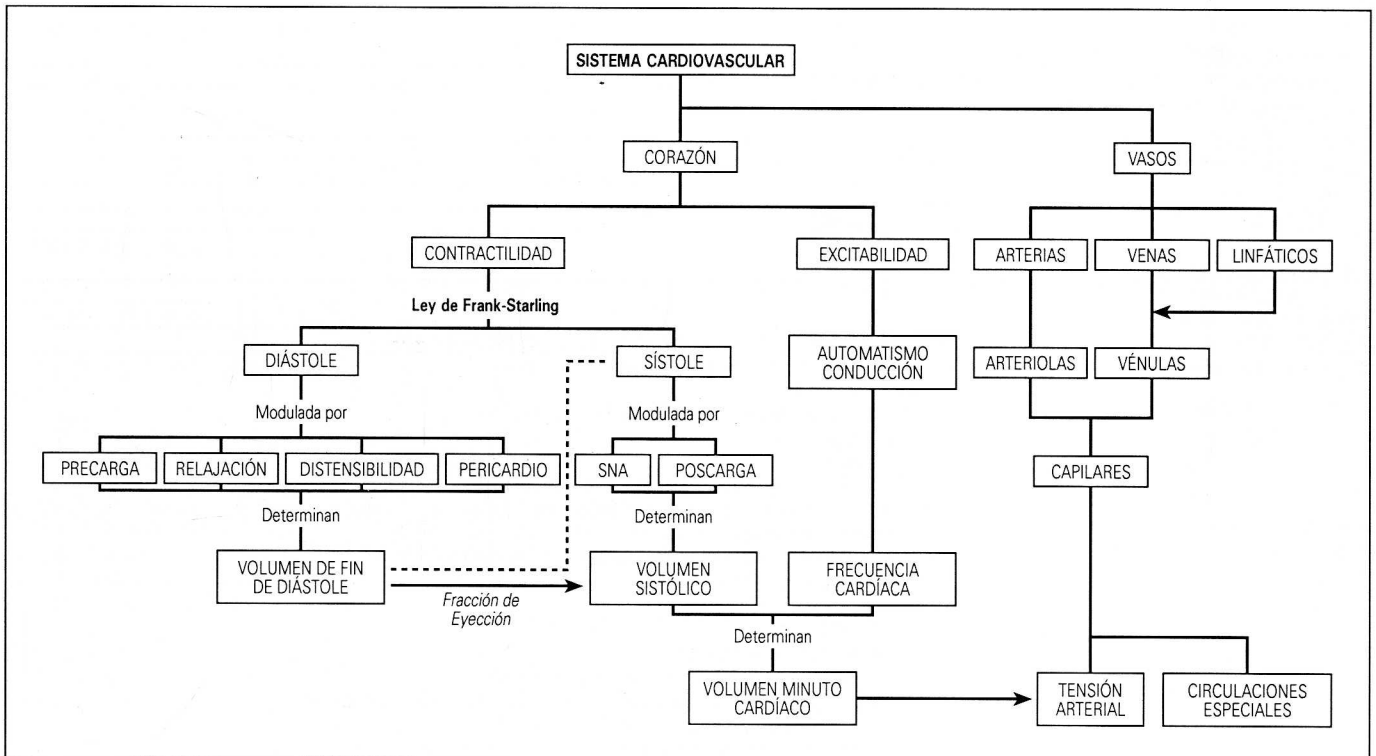 SISTEMA CARDIOVASCULAR
CORAZÓN
VASOS
CONTRACTILIDAD
EXCITABILIDAD
ARTERIAS
VENAS
LINFÁTICOS
Ley de Frank-Starling
DIÁSTOLE
SÍSTOLE
AUTOMATISMO
CONDUCCIÓN
ARTERIOLAS
VÉNULAS
Modulada por
Modulada por
PRECARGA
RELAJACIÓN
DISTENSIBILIDAD
PERICARDIO
SNA
POSCARGA
CAPILARES
Determinan
Determinan
VOLUMEN DE FIN
DE DIÁSTOLE
Fracción de
Eyección
VOLUMEN
SISTÓLICO
FRECUENCIA
CARDÍACA
Determinan
VOLUMEN MINUTO
CARDÍACO
TENSIÓN
ARTERIAL
CIRCULACIONES
ESPECIALES